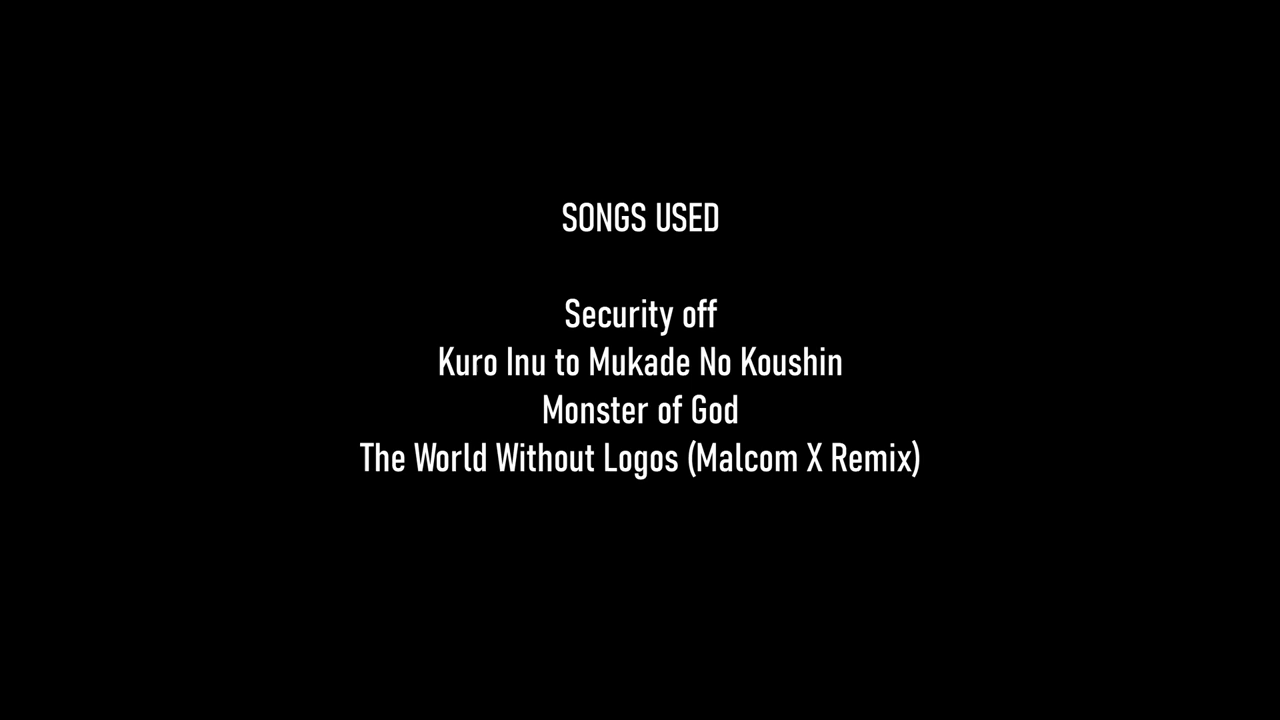 SONGS USED
Security off
Kuro Inu to Mukade No Koushin
Monster of God
The World Without Logos (Malcom X Remix)